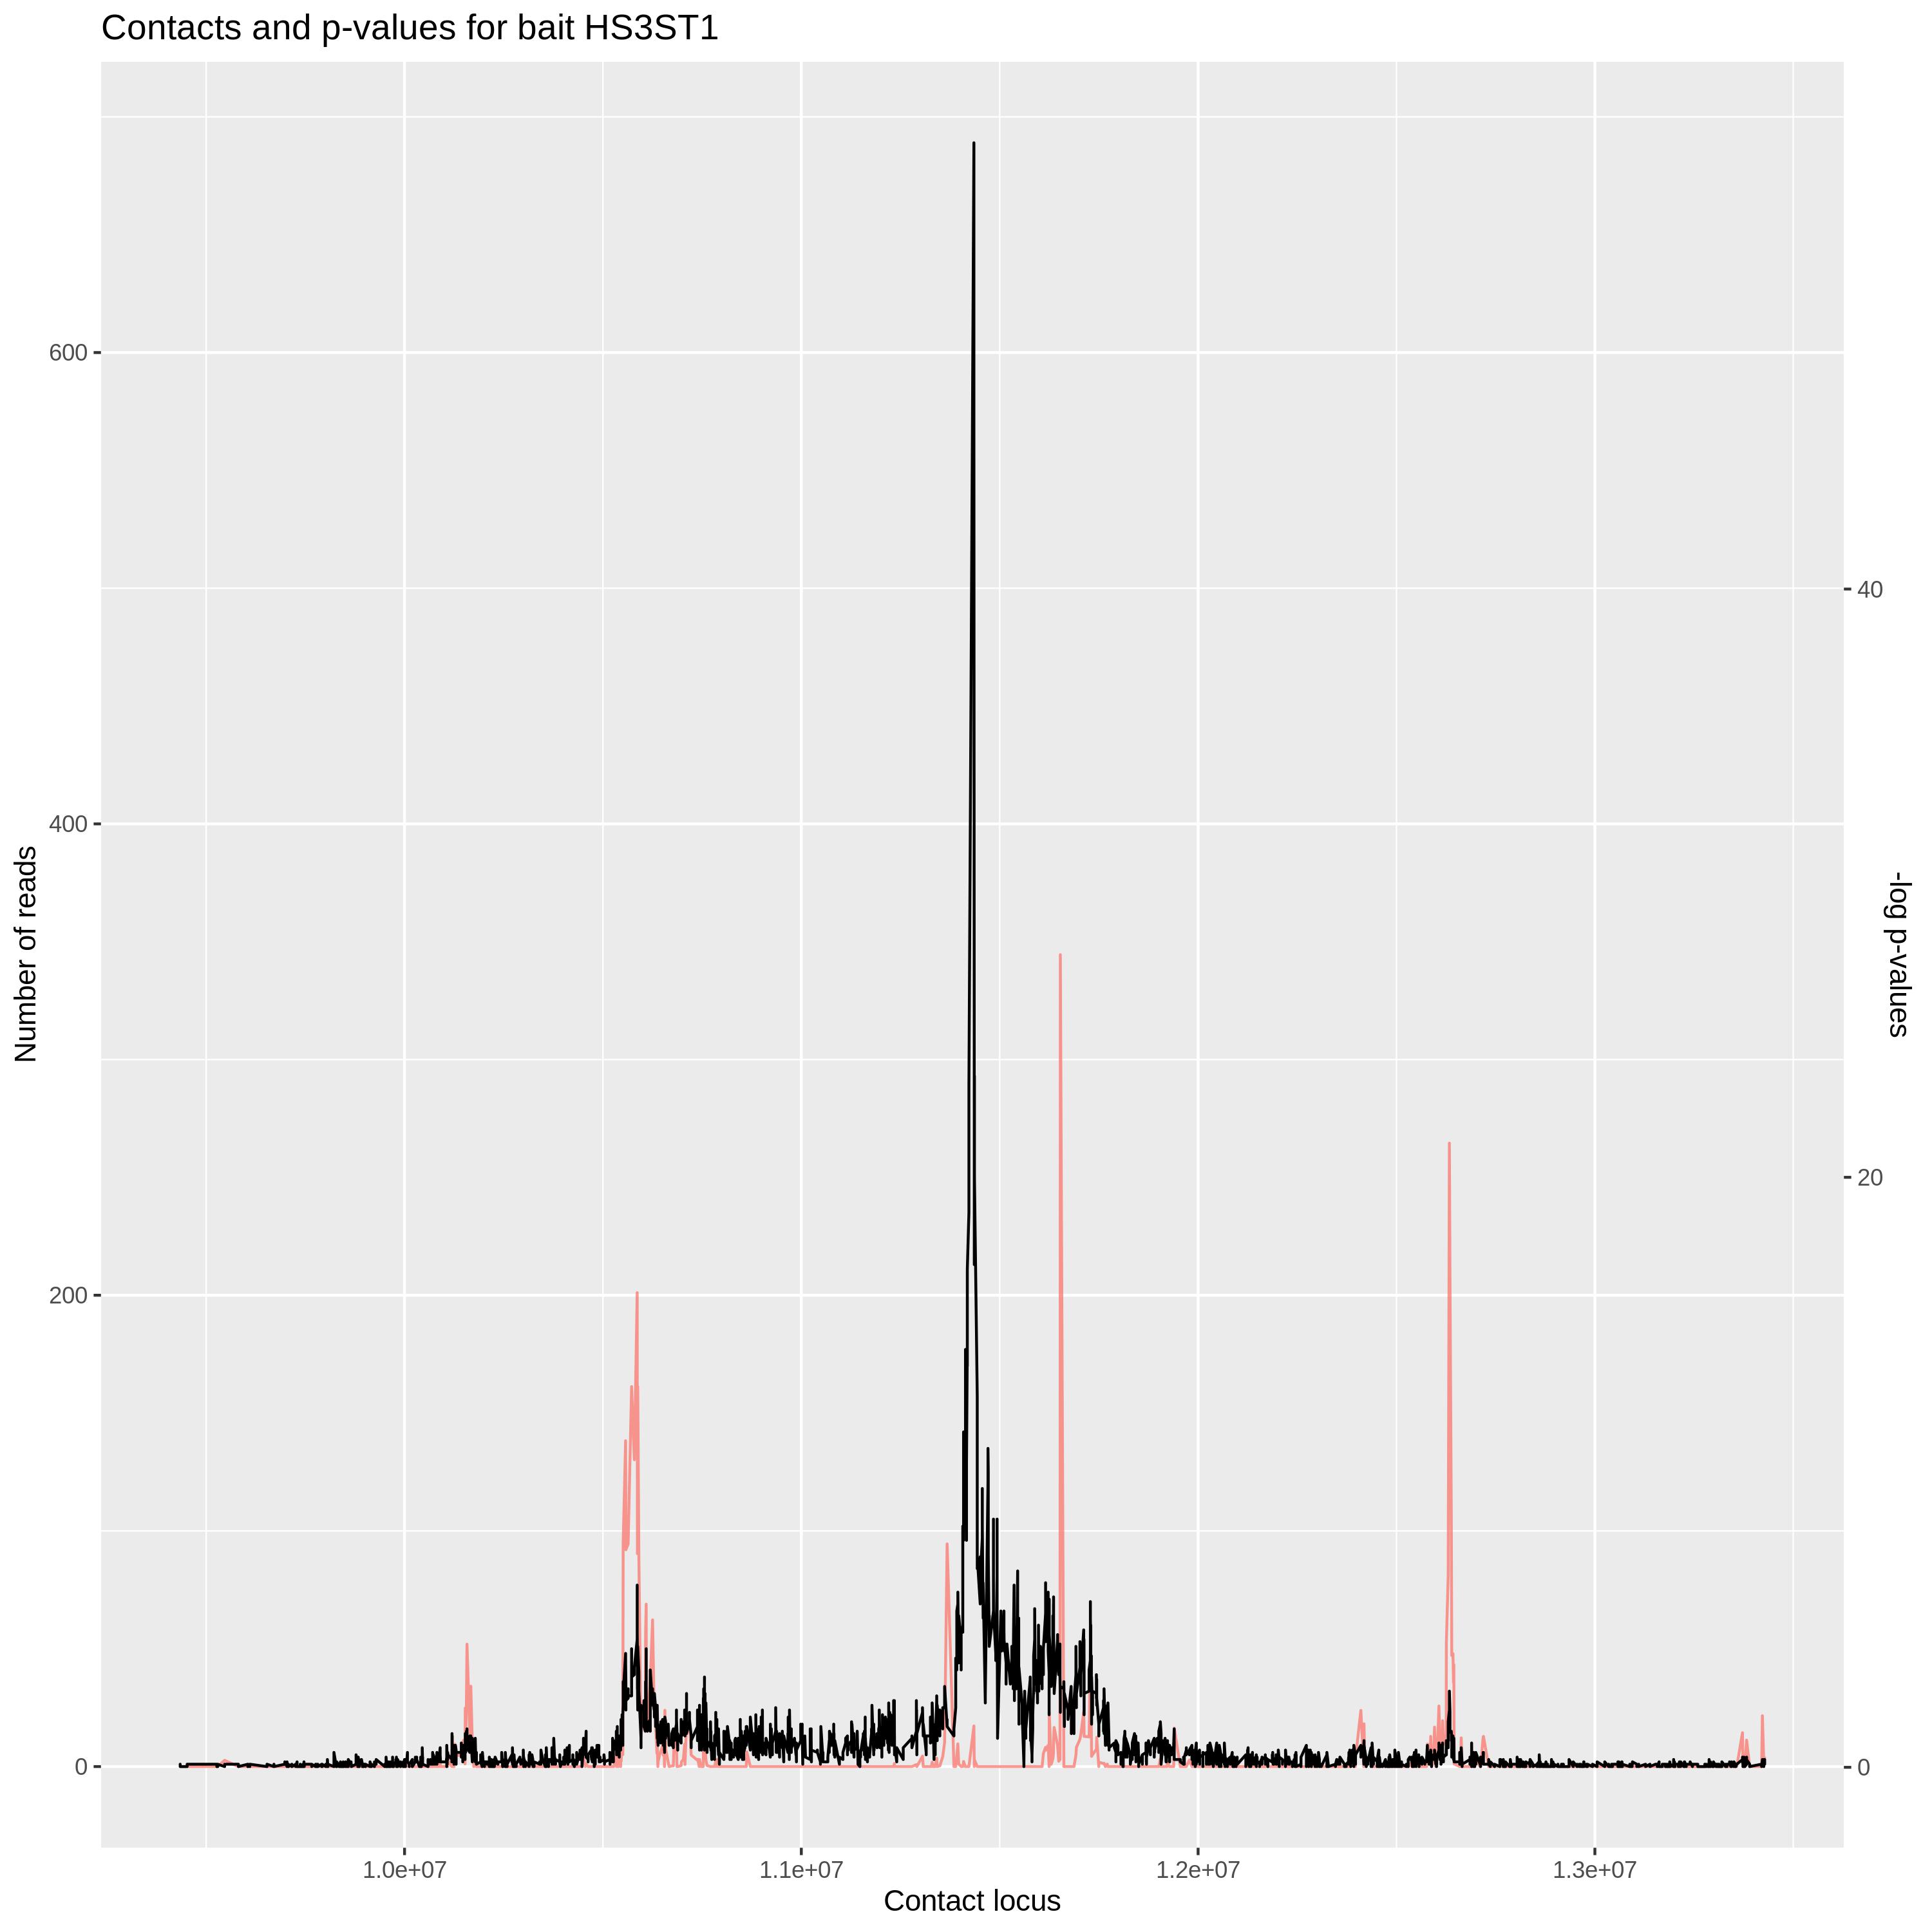 Contacts and p-values for bait HS3ST1
Number of reads
600
400
200
0
-log p-values
40
20
0
1.0e+07
1.1e+07
1.2e+07
1.3e+07
Contact locus